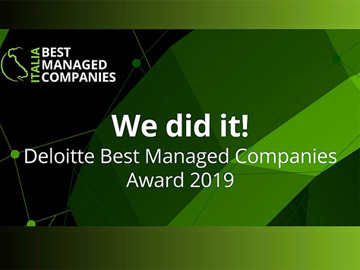 ITALIA
BEST
MANAGED
COMPANIES
We did it!
Deloitte Best Managed Companies
Award 2019